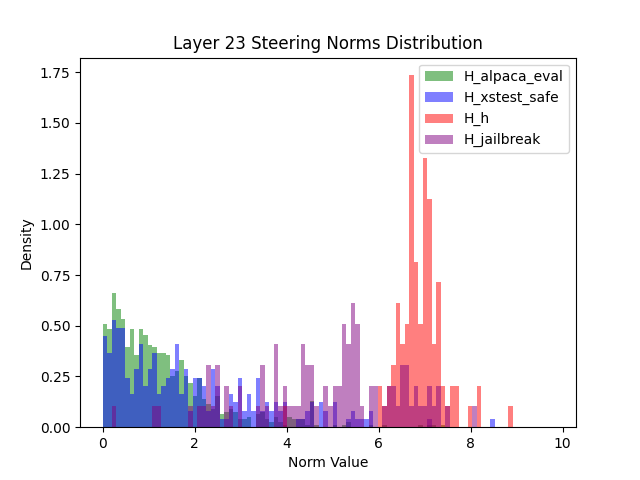 Layer 23 Steering Norms Distribution
H_alpaca_eval
H_xstest_safe
H_h
H_jailbreak
Density
1.75
1.50
1.25
1.00
0.75
0.50
0.25
0.00
0
2
4
6
8
10
Norm Value